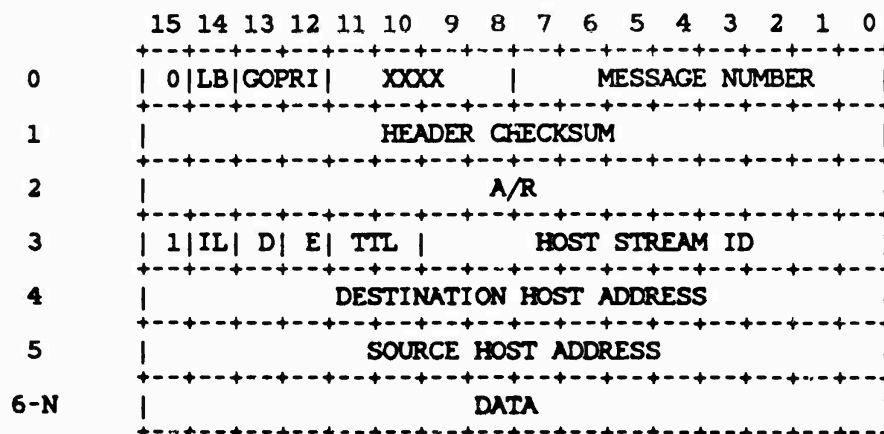 15 14 13 12 11 10 9 8 7 6 5 4 3 2 1 0
+--+--+--+--+--+--+--+--+--+--+--+--+--+--+--+--+
0 | 0|LB|GOPRI| XXXX | MESSAGE NUMBER |
+--+--+--+--+--+--+--+--+--+--+--+--+--+--+--+--+
1 | HEADER CHECKSUM |
+--+--+--+--+--+--+--+--+--+--+--+--+--+--+--+--+
2 | A/R |
+--+--+--+--+--+--+--+--+--+--+--+--+--+--+--+--+
3 | 1|IL| D| E| TTL | HOST STREAM ID |
+--+--+--+--+--+--+--+--+--+--+--+--+--+--+--+--+
4 | DESTINATION HOST ADDRESS |
+--+--+--+--+--+--+--+--+--+--+--+--+--+--+--+--+
5 | SOURCE HOST ADDRESS |
+--+--+--+--+--+--+--+--+--+--+--+--+--+--+--+--+
6-N | DATA |
+--+--+--+--+--+--+--+--+--+--+--+--+--+--+--+--+